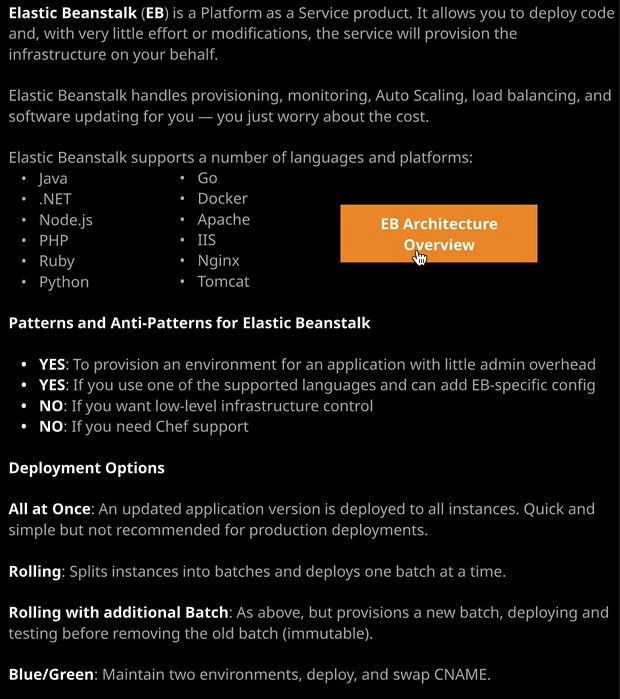 Elastic Beanstalk (EB) is a Platform as a Service product. It allows you to deploy code
and, with very little effort or modifications, the service will provision the
infrastructure on your behalf.
Elastic Beanstalk handles provisioning, monitoring, Auto Scaling, load balancing, and
software updating for you — you just worry about the cost.
Elastic Beanstalk supports a number of languages and platforms:
• Java
• .NET
• Node.js
• PHP
• Ruby
• Python
• Go
• Docker
• Apache
• IIS
• Nginx
• Tomcat
EB Architecture
Overview
Patterns and Anti-Patterns for Elastic Beanstalk
• YES: To provision an environment for an application with little admin overhead
• YES: If you use one of the supported languages and can add EB-specific config
• NO: If you want low-level infrastructure control
• NO: If you need Chef support
Deployment Options
All at Once: An updated application version is deployed to all instances. Quick and
simple but not recommended for production deployments.
Rolling: Splits instances into batches and deploys one batch at a time.
Rolling with additional Batch: As above, but provisions a new batch, deploying and
testing before removing the old batch (immutable).
Blue/Green: Maintain two environments, deploy, and swap CNAME.